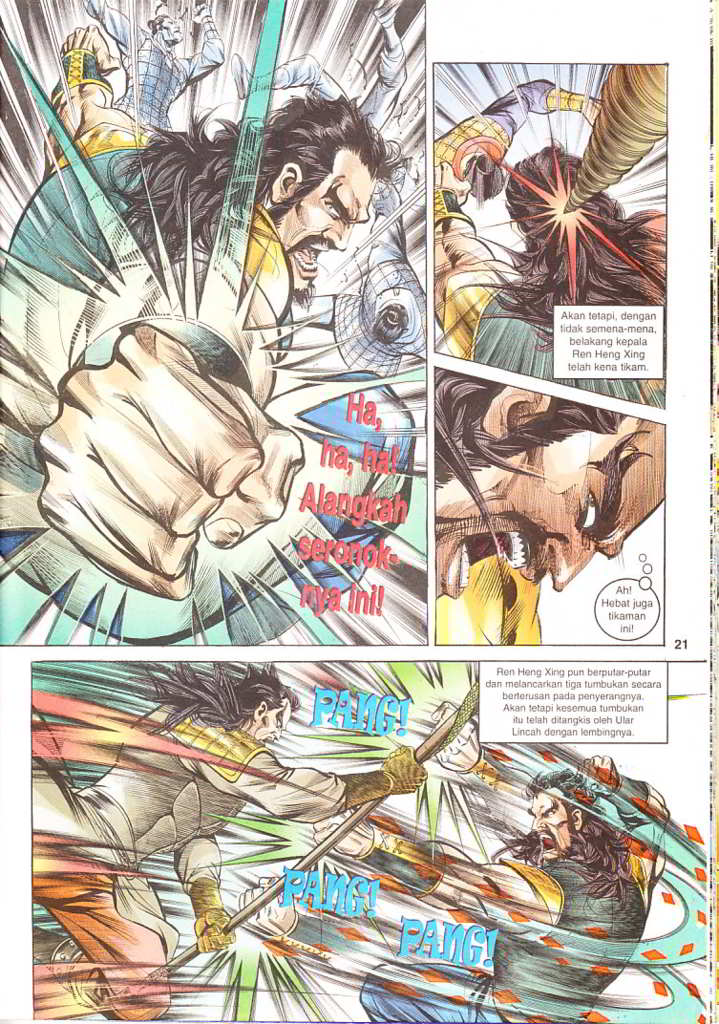 Ha,
ha, ha!
Alangkah
seronok-
nya ini!
Akan tetapi, dengan
tidak semena-mena,
belakang kepala
Ren Heng Xing
telah kena tikam.
Ah!
Hebat juga
tikaman
ini!
21
Ren Heng Xing pun berputar-putar
dan melancarkan tiga tumbukan secara
berterusan pada penyerangnya.
Akan tetapi kesemua tumbukan
itu telah ditangkis oleh Ular
Lincah dengan lembingnya.
PANG!
PANG! PANG!
PANG!